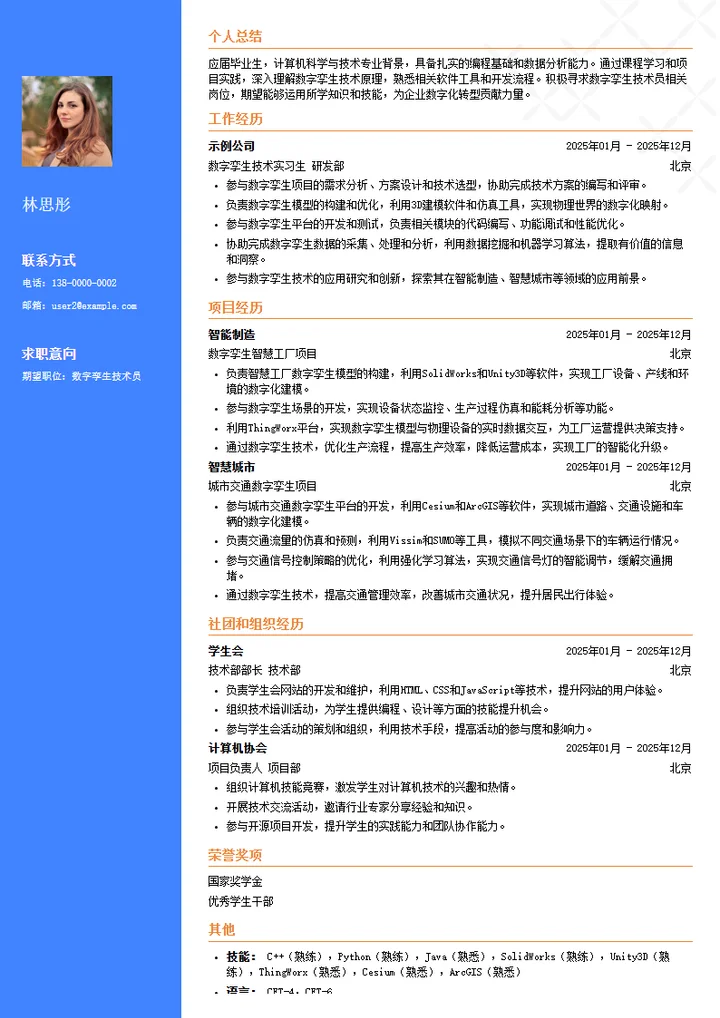 林思彤
联系方式
电话：138-0000-0002
邮箱：user2@example.com
求职意向
期望职位：数字孪生技术员
个人总结
应届毕业生，计算机科学与技术专业背景，具备扎实的编程基础和数据分析能力。通过课程学习和项
目实践，深入理解数字孪生技术原理，熟悉相关软件工具和开发流程。积极寻求数字孪生技术员相关
岗位，期望能够运用所学知识和技能，为企业数字化转型贡献力量。
工作经历
示例公司 2025年01月 - 2025年12月
数字孪生技术实习生 研发部 北京
• 参与数字孪生项目的需求分析、方案设计和技术选型，协助完成技术方案的编写和评审。
• 负责数字孪生模型的构建和优化，利用3D建模软件和仿真工具，实现物理世界的数字化映射。
• 参与数字孪生平台的开发和测试，负责相关模块的代码编写、功能调试和性能优化。
• 协助完成数字孪生数据的采集、处理和分析，利用数据挖掘和机器学习算法，提取有价值的信息
和洞察。
• 参与数字孪生技术的应用研究和创新，探索其在智能制造、智慧城市等领域的应用前景。
项目经历
智能制造 2025年01月 - 2025年12月
数字孪生智慧工厂项目 北京
• 负责智慧工厂数字孪生模型的构建，利用SolidWorks和Unity3D等软件，实现工厂设备、产线和环
境的数字化建模。
• 参与数字孪生场景的开发，实现设备状态监控、生产过程仿真和能耗分析等功能。
• 利用ThingWorx平台，实现数字孪生模型与物理设备的实时数据交互，为工厂运营提供决策支持。
• 通过数字孪生技术，优化生产流程，提高生产效率，降低运营成本，实现工厂的智能化升级。
智慧城市 2025年01月 - 2025年12月
城市交通数字孪生项目 北京
• 参与城市交通数字孪生平台的开发，利用Cesium和ArcGIS等软件，实现城市道路、交通设施和车
辆的数字化建模。
• 负责交通流量的仿真和预测，利用Vissim和SUMO等工具，模拟不同交通场景下的车辆运行情况。
• 参与交通信号控制策略的优化，利用强化学习算法，实现交通信号灯的智能调节，缓解交通拥
堵。
• 通过数字孪生技术，提高交通管理效率，改善城市交通状况，提升居民出行体验。
社团和组织经历
学生会 2025年01月 - 2025年12月
技术部部长 技术部 北京
• 负责学生会网站的开发和维护，利用HTML、CSS和JavaScript等技术，提升网站的用户体验。
• 组织技术培训活动，为学生提供编程、设计等方面的技能提升机会。
• 参与学生会活动的策划和组织，利用技术手段，提高活动的参与度和影响力。
计算机协会 2025年01月 - 2025年12月
项目负责人 项目部 北京
• 组织计算机技能竞赛，激发学生对计算机技术的兴趣和热情。
• 开展技术交流活动，邀请行业专家分享经验和知识。
• 参与开源项目开发，提升学生的实践能力和团队协作能力。
荣誉奖项
国家奖学金
优秀学生干部
其他
• 技能： C++（熟练）, Python（熟练）, Java（熟悉）, SolidWorks（熟练）, Unity3D（熟
练）, ThingWorx（熟悉）, Cesium（熟悉）, ArcGIS（熟悉）
• 语言： CET-4, CET-6